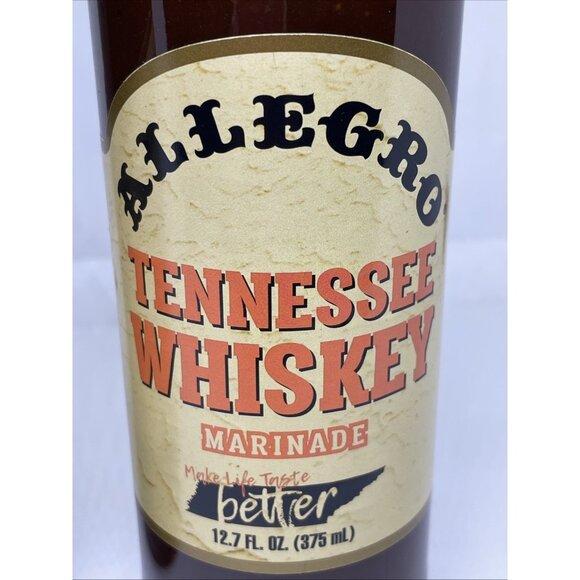 ALLEGRO
TENNESSEE
WHISKEY
MARINADE
Make Life Taste
better
12.7 FL. OZ. (375 mL)